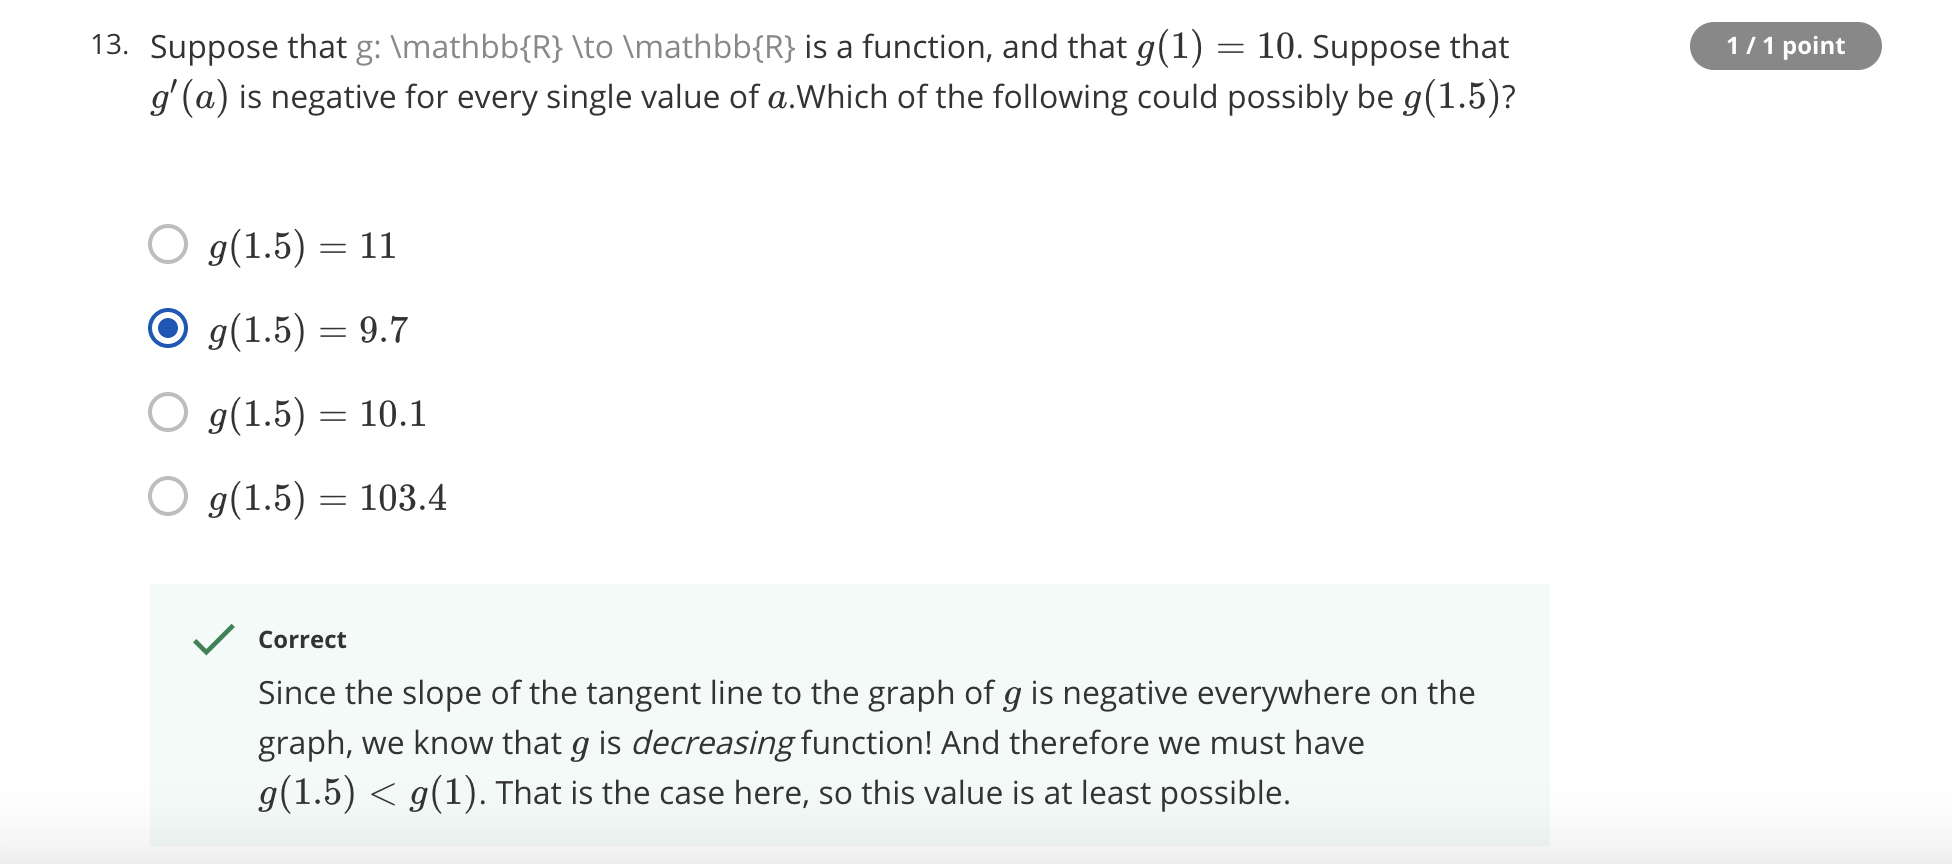 13. Suppose that g: \mathbb{R} \to \mathbb{R} is a function, and that g(1) = 10. Suppose that
1 / 1 point
g′(a) is negative for every single value of a.Which of the following could possibly be g(1.5)?
g(1.5) = 11
g(1.5) = 9.7
g(1.5) = 10.1
g(1.5) = 103.4
Correct
Since the slope of the tangent line to the graph of g is negative everywhere on the
graph, we know that g is decreasing function! And therefore we must have
g(1.5) < g(1). That is the case here, so this value is at least possible.